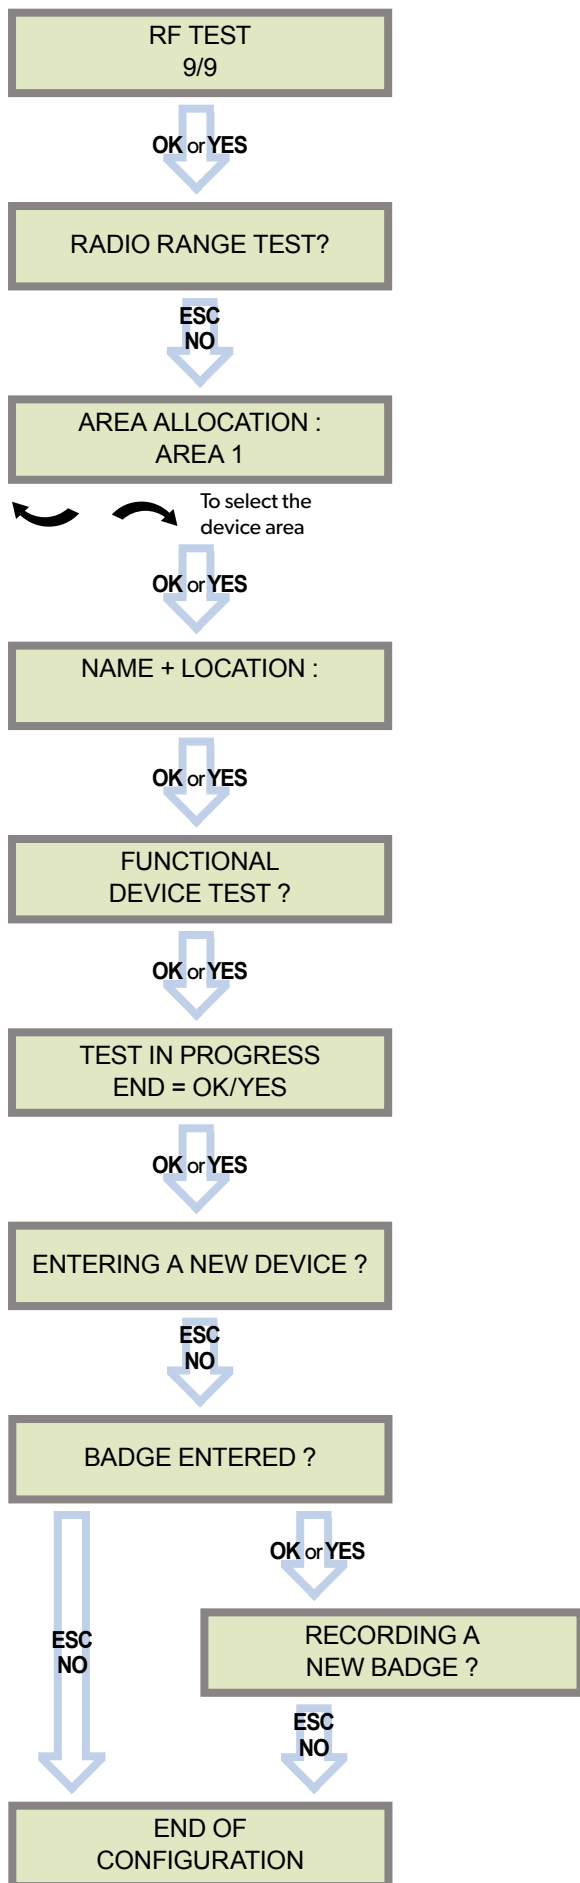 RF TEST
9/9
OK or YES
RADIO RANGE TEST?
ESC
NO
AREA ALLOCATION :
AREA 1
To select the
device area
OK or YES
NAME + LOCATION :
OK or YES
FUNCTIONAL
DEVICE TEST ?
OK or YES
TEST IN PROGRESS
END = OK/YES
OK or YES
ENTERING A NEW DEVICE ?
ESC
NO
BADGE ENTERED ?
OK or YES
RECORDING A
NEW BADGE ?
ESC
NO
ESC
NO
END OF
CONFIGURATION